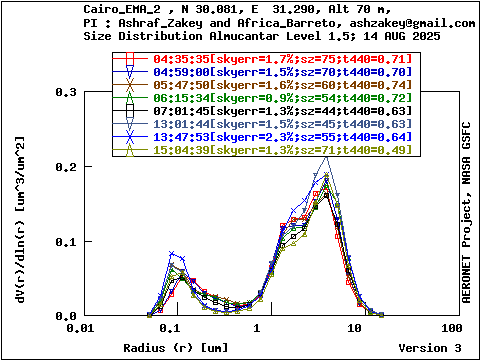 Cairo_EMA_2 , N 30.081, E  31.290, Alt 70 m,
PI : Ashraf_Zakey and Africa_Barreto, ashzakey@gmail.com
Size Distribution Almucantar Level 1.5; 14 AUG 2025
04:35:35[skyerr=1.7%;sz=75;t440=0.71]
04:59:00[skyerr=1.5%;sz=70;t440=0.70]
05:47:50[skyerr=1.6%;sz=60;t440=0.74]
06:15:34[skyerr=0.9%;sz=54;t440=0.72]
07:01:45[skyerr=1.3%;sz=44;t440=0.63]
13:01:44[skyerr=1.5%;sz=45;t440=0.63]
13:47:53[skyerr=2.3%;sz=55;t440=0.64]
15:04:39[skyerr=1.3%;sz=71;t440=0.49]
0.3
0.2
0.1
0.0
0.01
0.1
1
10
100
dV(r)/dln(r) [um^3/um^2]
AERONET Project, NASA GSFC
Radius (r) [um]
Version 3